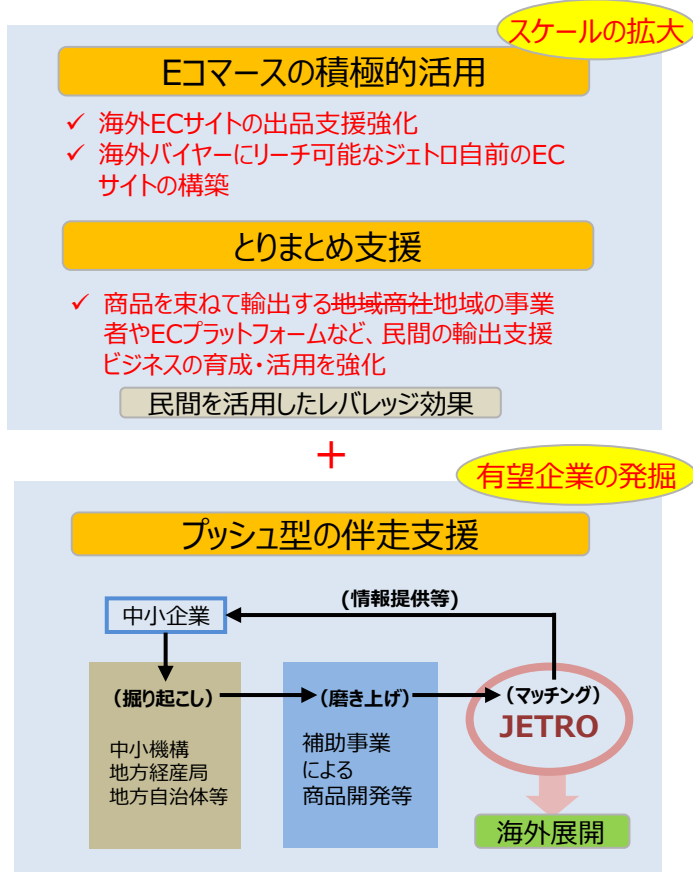 スケールの拡大
Eコマースの積極的活用
✓ 海外ECサイトの出品支援強化
✓ 海外バイヤーにリーチ可能なジェトロ自前のEC
サイトの構築
とりまとめ支援
✓ 商品を束ねて輸出する地域商社地域の事業
者やECプラットフォームなど、民間の輸出支援
ビジネスの育成・活用を強化
民間を活用したレバレッジ効果
+
有望企業の発掘
プッシュ型の伴走支援
(情報提供等)
中小企業
(掘り起こし)
中小機構
地方経産局
地方自治体等
(磨き上げ)
補助事業
による
商品開発等
(マッチング)
JETRO
海外展開